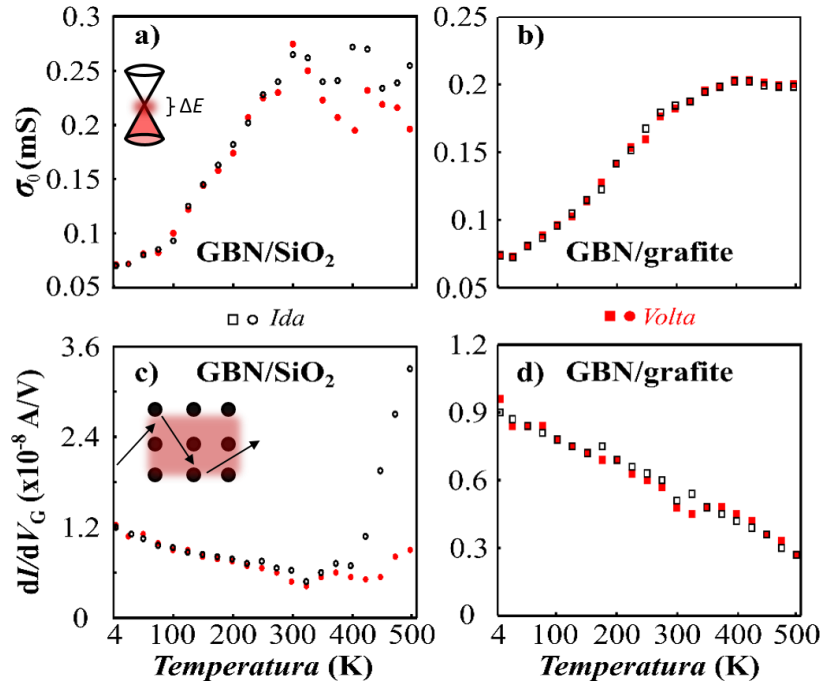 a)
0.3
0.25
0.2
0.15
0.1
0.05
σ₀ (mS)
ΔE
GBN/SiO₂
b)
0.25
0.2
0.15
0.1
0.05
GBN/grafite
Ida
Volta
c)
GBN/SiO₂
3.6
2.4
1.2
0
dI/dV_G (x10⁻⁸ A/V)
4 100 200 300 400 500
Temperatura (K)
d)
GBN/grafite
1.2
0.9
0.6
0.3
0
4 100 200 300 400 500
Temperatura (K)